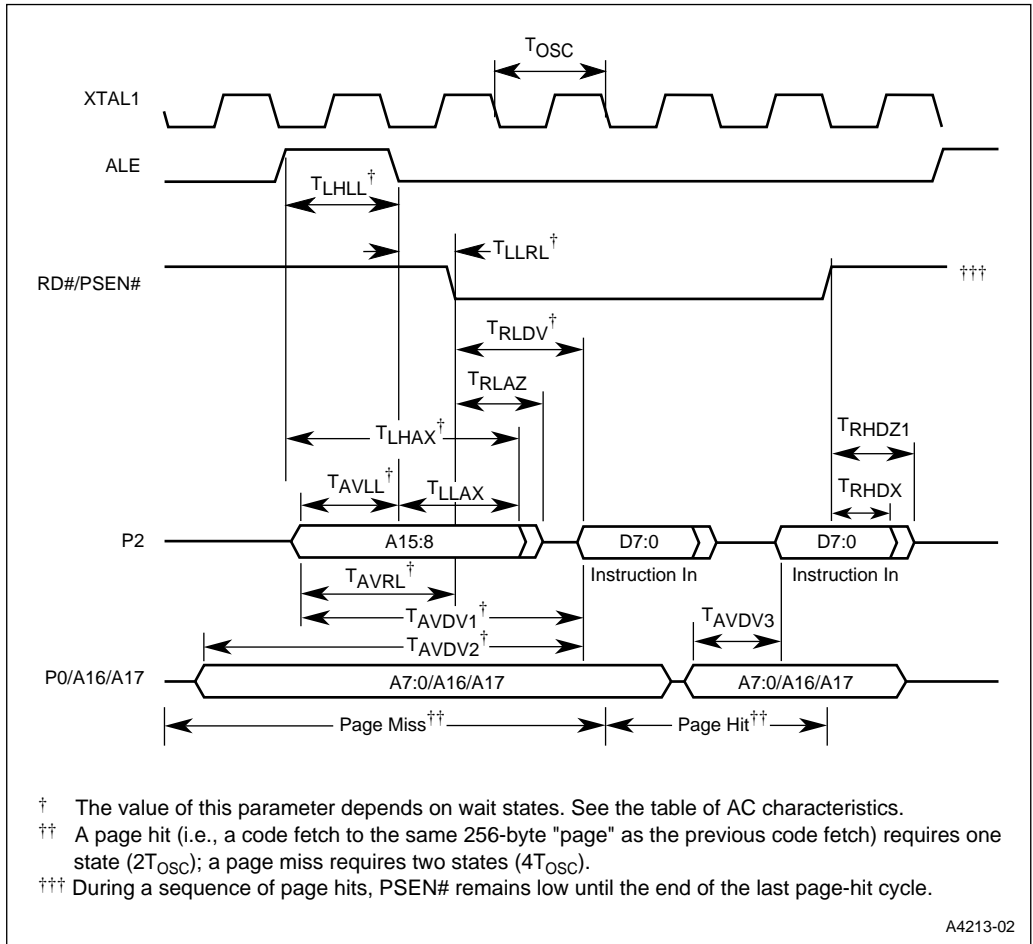 TOSC
XTAL1
ALE
TLHLL†
TLLRL†
RD#/PSEN#
†††
TRLDV†
TRLAZ
TLHAX†
TRHDZ1
TAVLL†
TLLAX
TRHDX
P2
A15:8
D7:0
D7:0
Instruction In
Instruction In
TAVRL†
TAVDV1†
TAVDV3
TAVDV2†
P0/A16/A17
A7:0/A16/A17
A7:0/A16/A17
Page Miss††
Page Hit††
† The value of this parameter depends on wait states. See the table of AC characteristics.
†† A page hit (i.e., a code fetch to the same 256-byte "page" as the previous code fetch) requires one
state (2TOSC); a page miss requires two states (4TOSC).
††† During a sequence of page hits, PSEN# remains low until the end of the last page-hit cycle.
A4213-02